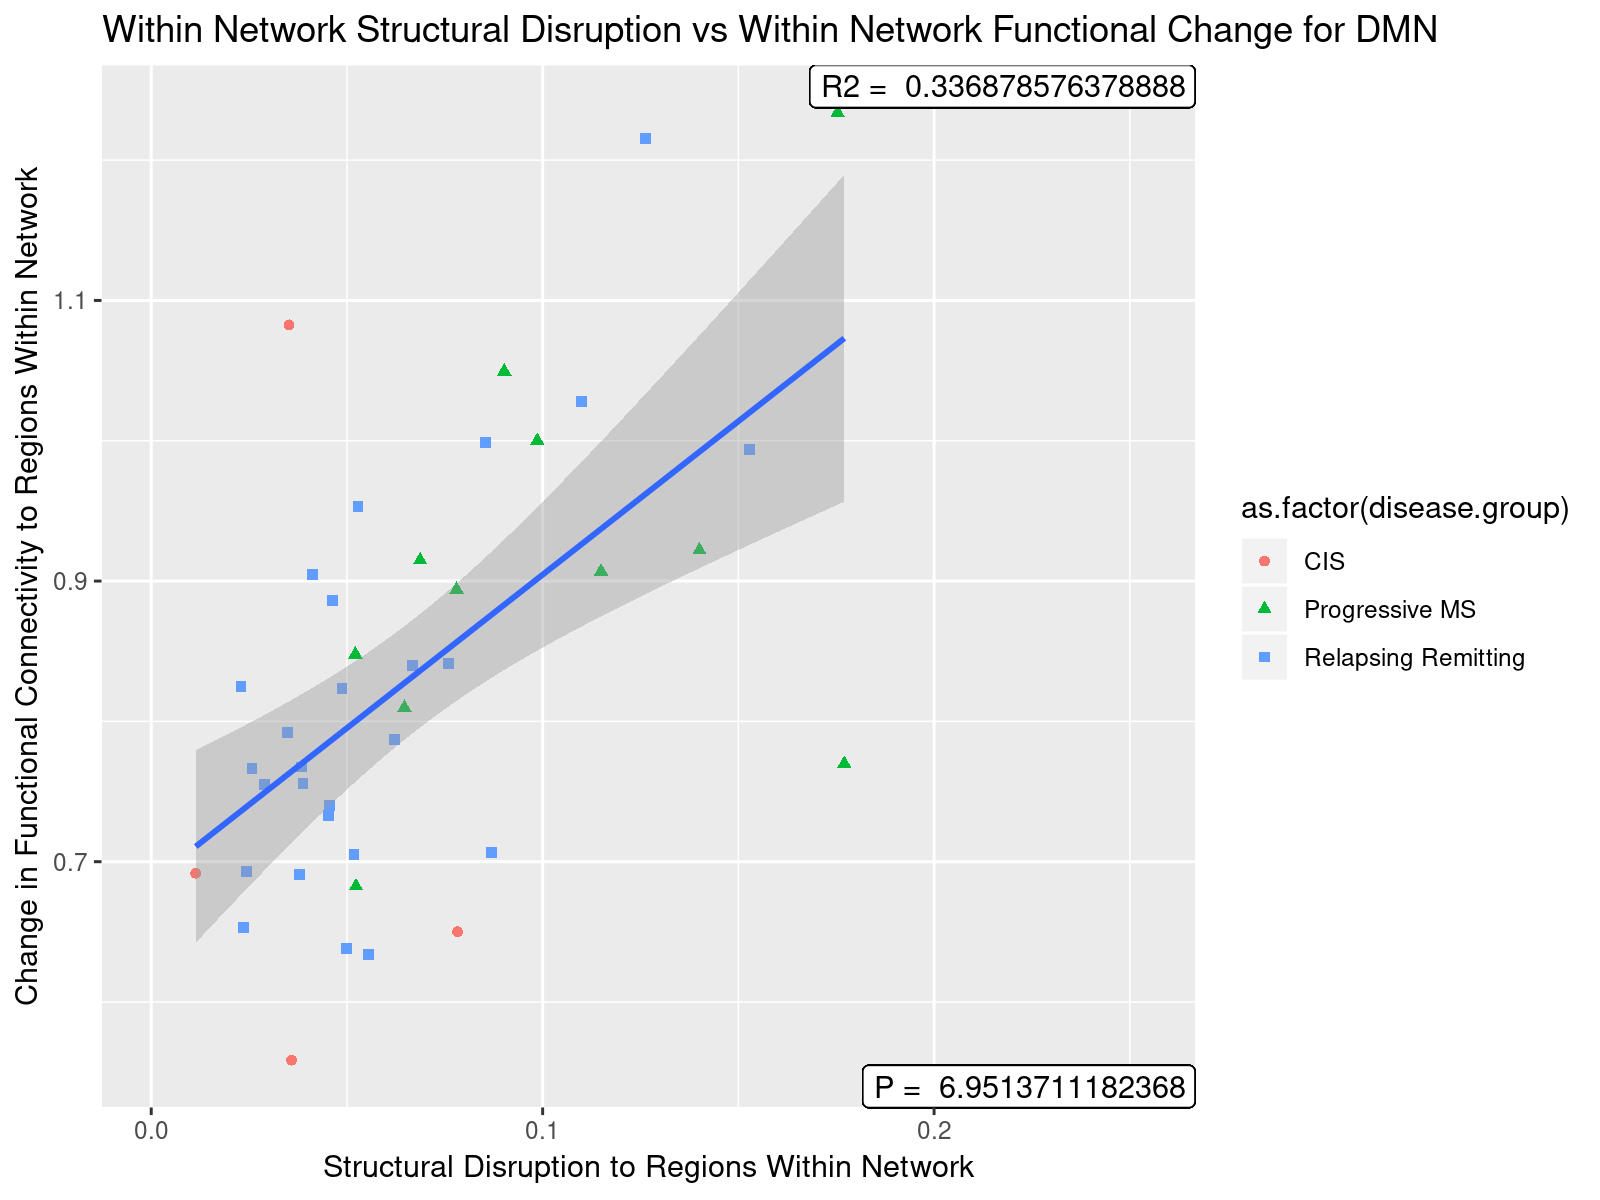 Within Network Structural Disruption vs Within Network Functional Change for DMN
R2 =  0.336878576378888
Change in Functional Connectivity to Regions Within Network
1.1
0.9
0.7
as.factor(disease.group)
CIS
Progressive MS
Relapsing Remitting
P =  6.9513711182368
0.0
0.1
0.2
Structural Disruption to Regions Within Network